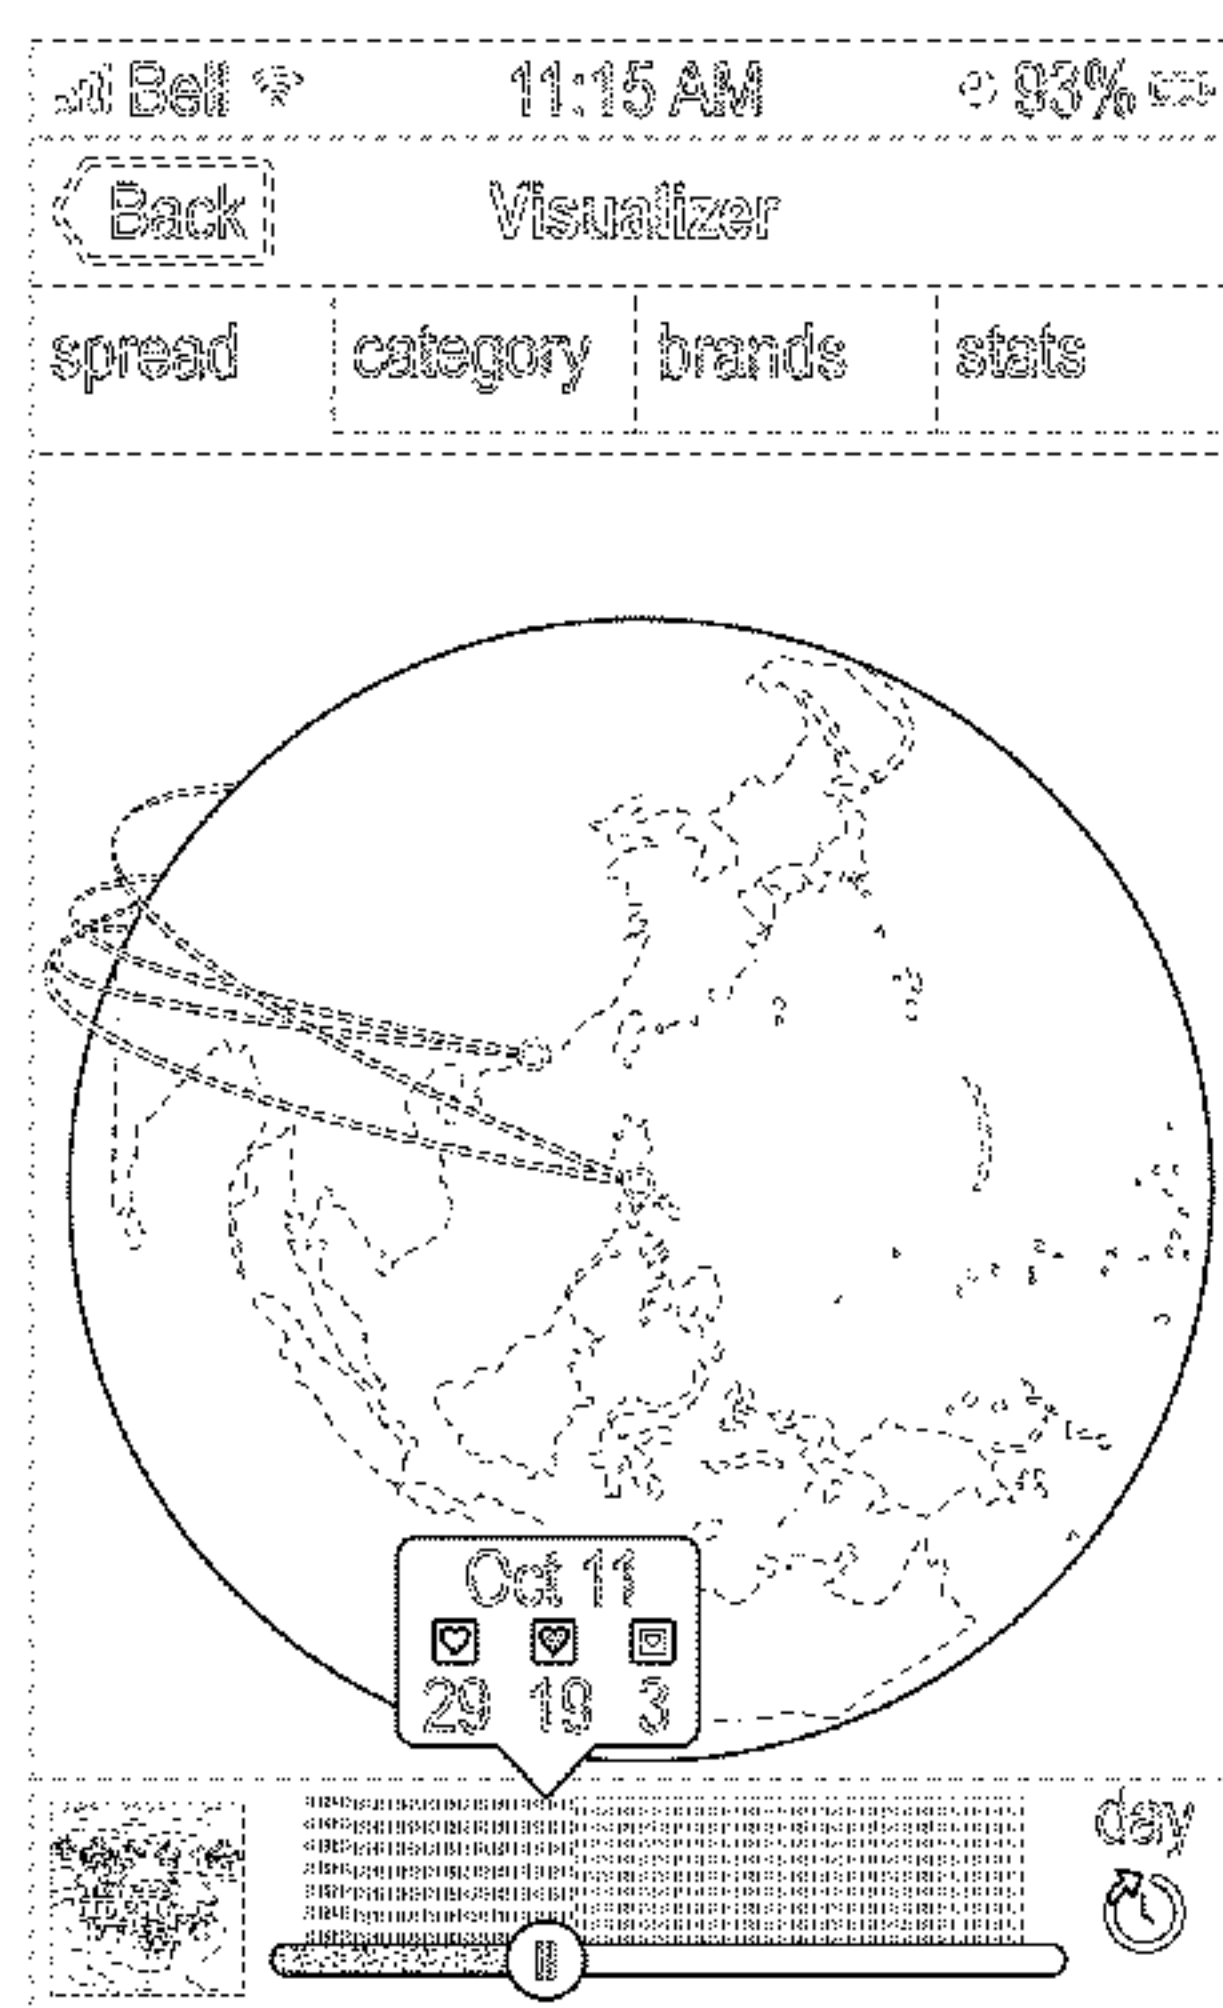 Bell 11:15 AM 93%
Back Visualizer
spread category brands stats
Oct 11
29 19 3
day